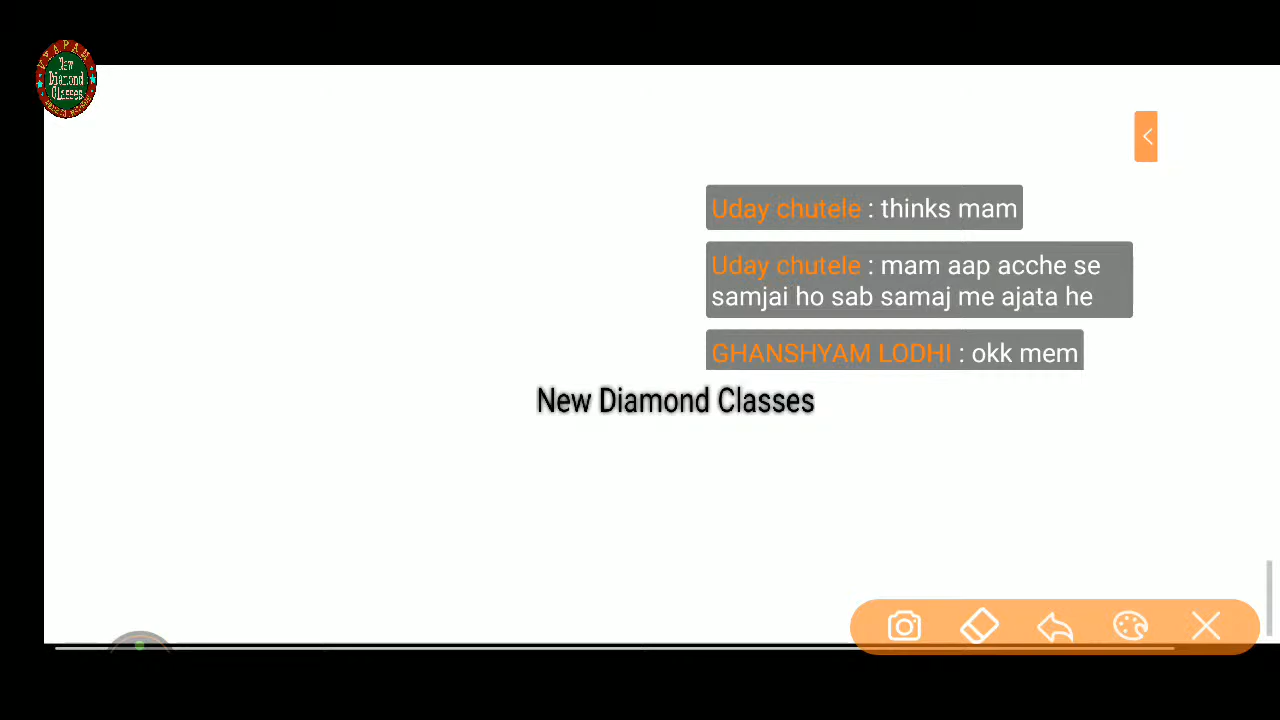 VYAPAM
New
Diamond
Classes
Uday chutele : thinks mam
Uday chutele : mam aap acche se
samjai ho sab samaj me ajata he
GHANSHYAM LODHI : okk mem
New Diamond Classes